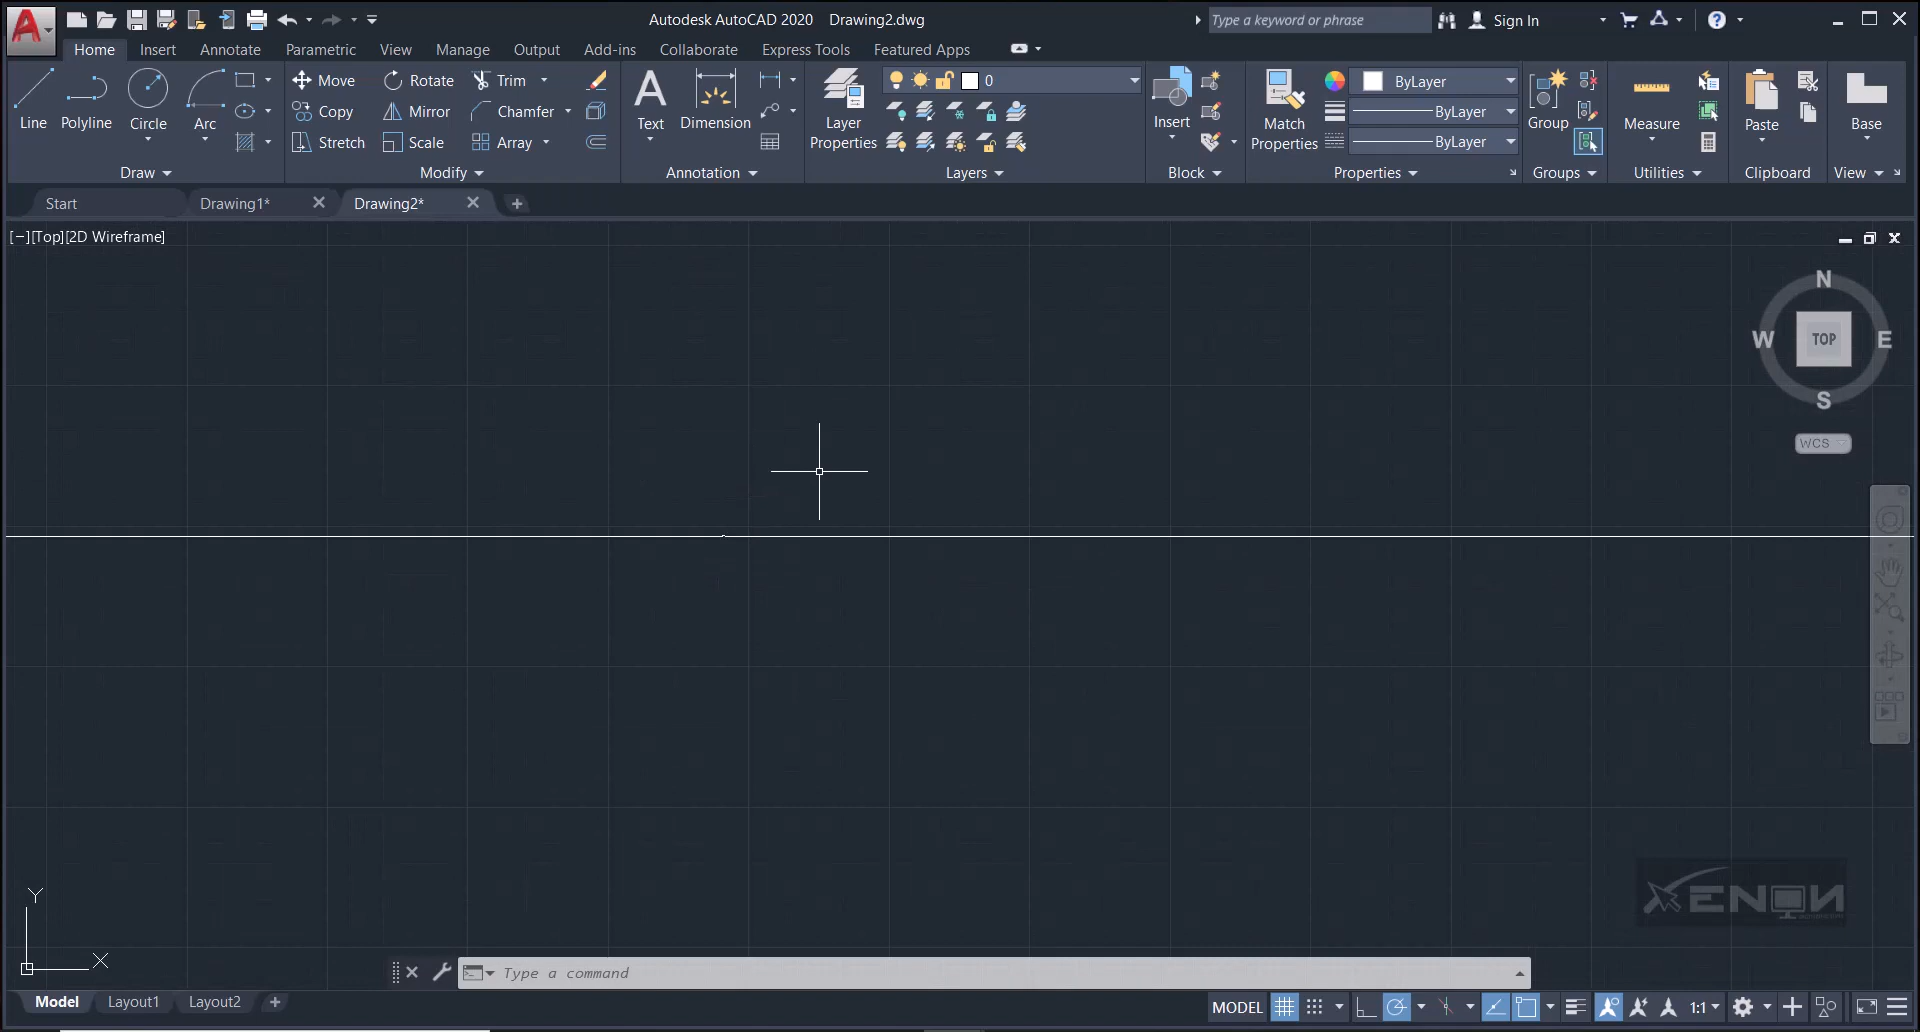 Autodesk AutoCAD 2020 Drawing2.dwg
Type a keyword or phrase
Sign In
Home Insert Annotate Parametric View Manage Output Add-ins Collaborate Express Tools Featured Apps
Line Polyline Circle Arc
Move Rotate Trim
Copy Mirror Chamfer
Stretch Scale Array
Text Dimension
Layer Properties
0
Insert
Match Properties
ByLayer
ByLayer
ByLayer
Group
Measure
Paste
Base
Draw Modify Annotation Layers Block Properties Groups Utilities Clipboard View
Start Drawing1* Drawing2*
[−][Top][2D Wireframe]
N
W TOP E
S
WCS
Y
X
XENON
Type a command
Model Layout1 Layout2
MODEL 1:1